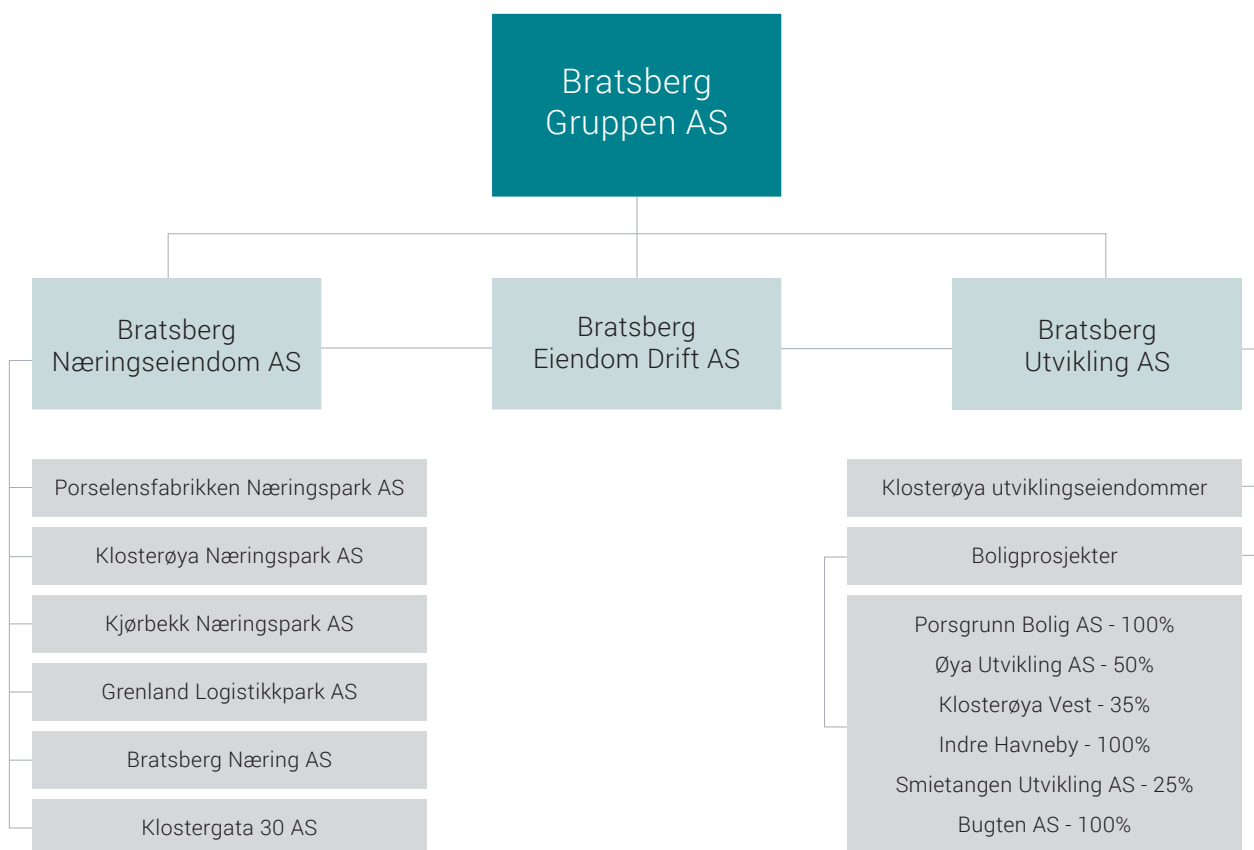 Bratsberg
Gruppen AS
Bratsberg
Næringseiendom AS
Bratsberg
Eiendom Drift AS
Bratsberg
Utvikling AS
Porselensfabrikken Næringspark AS
Klosterøya Næringspark AS
Kjørbekk Næringspark AS
Grenland Logistikkpark AS
Bratsberg Næring AS
Klostergata 30 AS
Klosterøya utviklingseiendommer
Boligprosjekter
Porsgrunn Bolig AS - 100%
Øya Utvikling AS - 50%
Klosterøya Vest - 35%
Indre Havneby - 100%
Smietangen Utvikling AS - 25%
Bugten AS - 100%